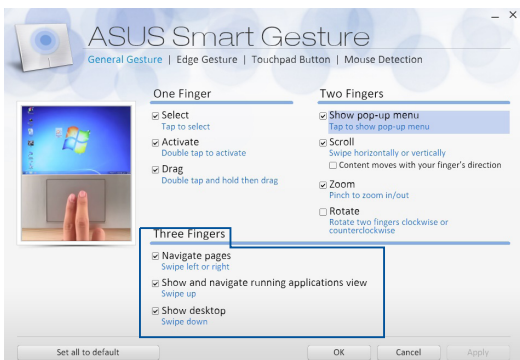 ASUS Smart Gesture
General Gesture | Edge Gesture | Touchpad Button | Mouse Detection
One Finger
Select
Tap to select
Activate
Double tap to activate
Drag
Double tap and hold then drag
Two Fingers
Show pop-up menu
Tap to show pop-up menu
Scroll
Swipe horizontally or vertically
Content moves with your finger's direction
Zoom
Pinch to zoom in/out
Rotate
Rotate two fingers clockwise or
counterclockwise
Three Fingers
Navigate pages
Swipe left or right
Show and navigate running applications view
Swipe up
Show desktop
Swipe down
Set all to default
OK
Cancel
Apply